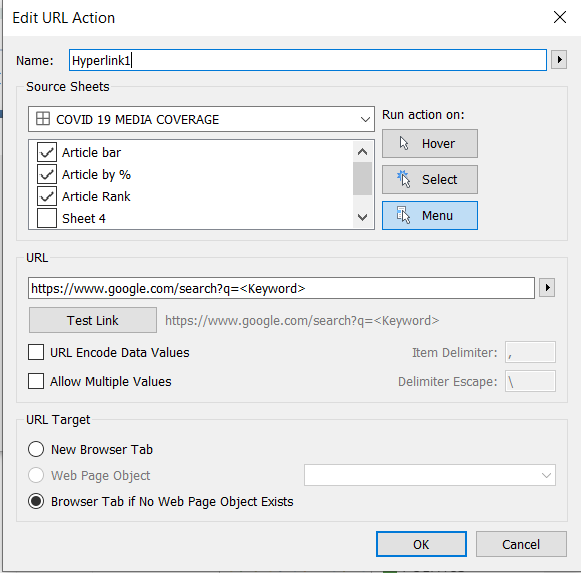 Edit URL Action
Name: Hyperlink1
Source Sheets
COVID 19 MEDIA COVERAGE
Run action on:
Article bar
Hover
Article by %
Article Rank
Select
Sheet 4
Menu
URL
https://www.google.com/search?q=<Keyword>
Test Link https://www.google.com/search?q=<Keyword>
URL Encode Data Values Item Delimiter: ,
Allow Multiple Values Delimiter Escape: \
URL Target
New Browser Tab
Web Page Object
Browser Tab if No Web Page Object Exists
OK Cancel